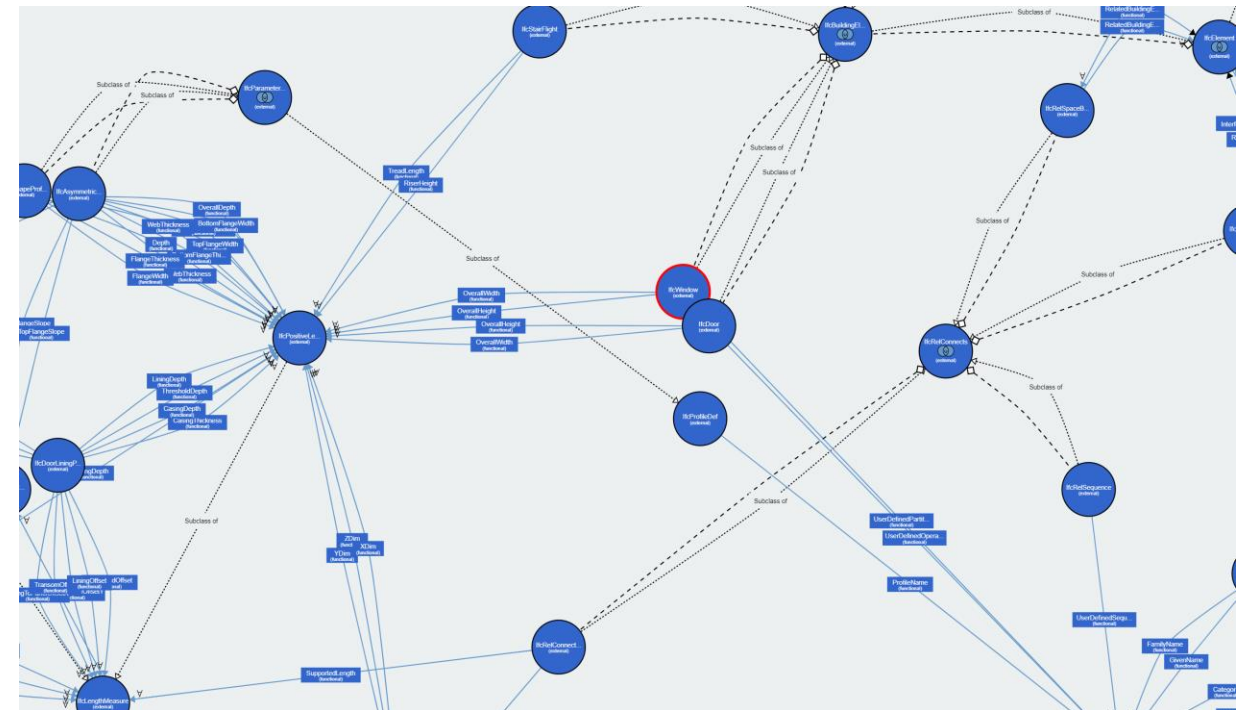 IfcStairFlight
(external)
IfcBuildingEl...
(external)
Subclass of
RelatedBuildingE...
(functional)
RelatedBuildingE...
(functional)
IfcElement
(external)
Subclass of
Subclass of
IfcParameter...
(external)
IfcRelSpaceB...
(external)
Subclass of
Subclass of
TreadLength
(functional)
RiserHeight
(functional)
IfcAsymmetric...
(external)
OverallDepth
(functional)
WebThickness
BottomFlangeWidth
(functional)
Depth
(functional)
TopFlangeWidth
(functional)
FlangeThickness
(functional)
FlangeWidth
(functional)
Subclass of
Subclass of
Subclass of
IfcWindow
(external)
OverallWidth
(functional)
OverallHeight
(functional)
OverallHeight
(functional)
OverallWidth
(functional)
IfcDoor
(external)
IfcPositiveLe...
(external)
TopFlangeSlope
(functional)
IfcRelConnects
(external)
LiningDepth
(functional)
ThresholdDepth
(functional)
CasingDepth
(functional)
CasingThickness
(functional)
Subclass of
IfcProfileDef
(external)
IfcDoorLiningP...
(external)
IfcRelSequence
(external)
Subclass of
Subclass of
UserDefinedPartit...
(functional)
UserDefinedOpera...
(functional)
ZDim
XDim
(functional)
YDim
(functional)
LiningOffset
(functional)
ProfileName
(functional)
UserDefinedSequ...
(functional)
IfcRelConnect...
(external)
FamilyName
(functional)
GivenName
(functional)
SupportedLength
(functional)
IfcLengthMeasure
(external)